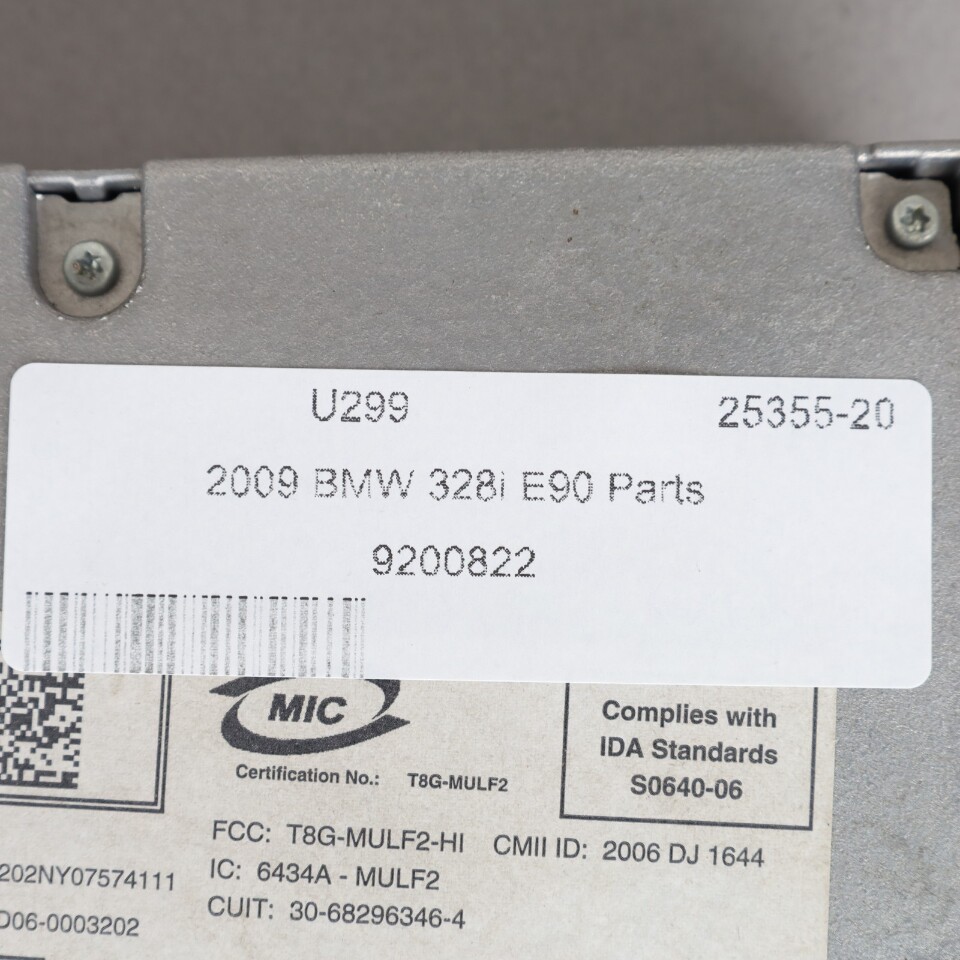 U299 25355-20
2009 BMW 328i E90 Parts
9200822
MIC
Certification No.: T8G-MULF2
Complies with
IDA Standards
S0640-06
FCC: T8G-MULF2-HI CMII ID: 2006 DJ 1644
202NY07574111
IC: 6434A - MULF2
D06-0003202
CUIT: 30-68296346-4